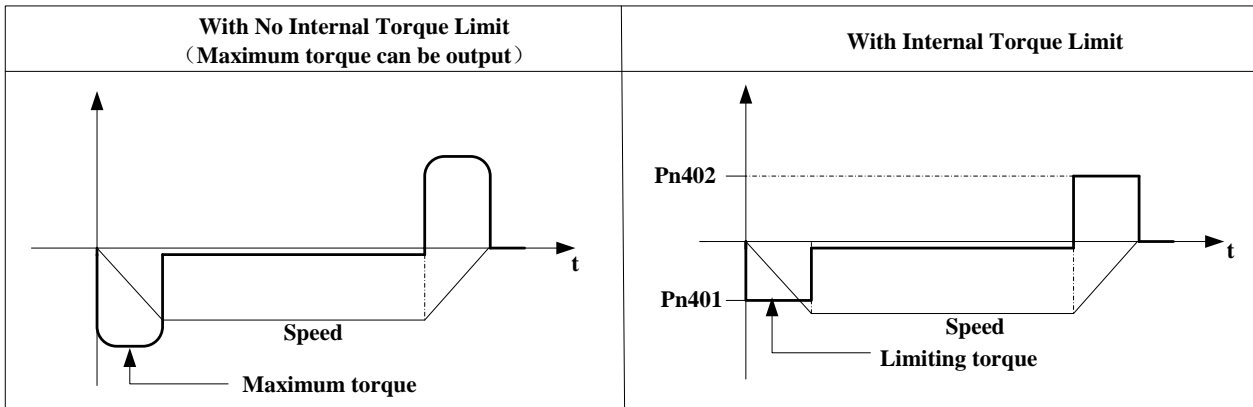 With No Internal Torque Limit
（Maximum torque can be output）
With Internal Torque Limit
t
Speed
Maximum torque
Pn402
t
Pn401
Speed
Limiting torque